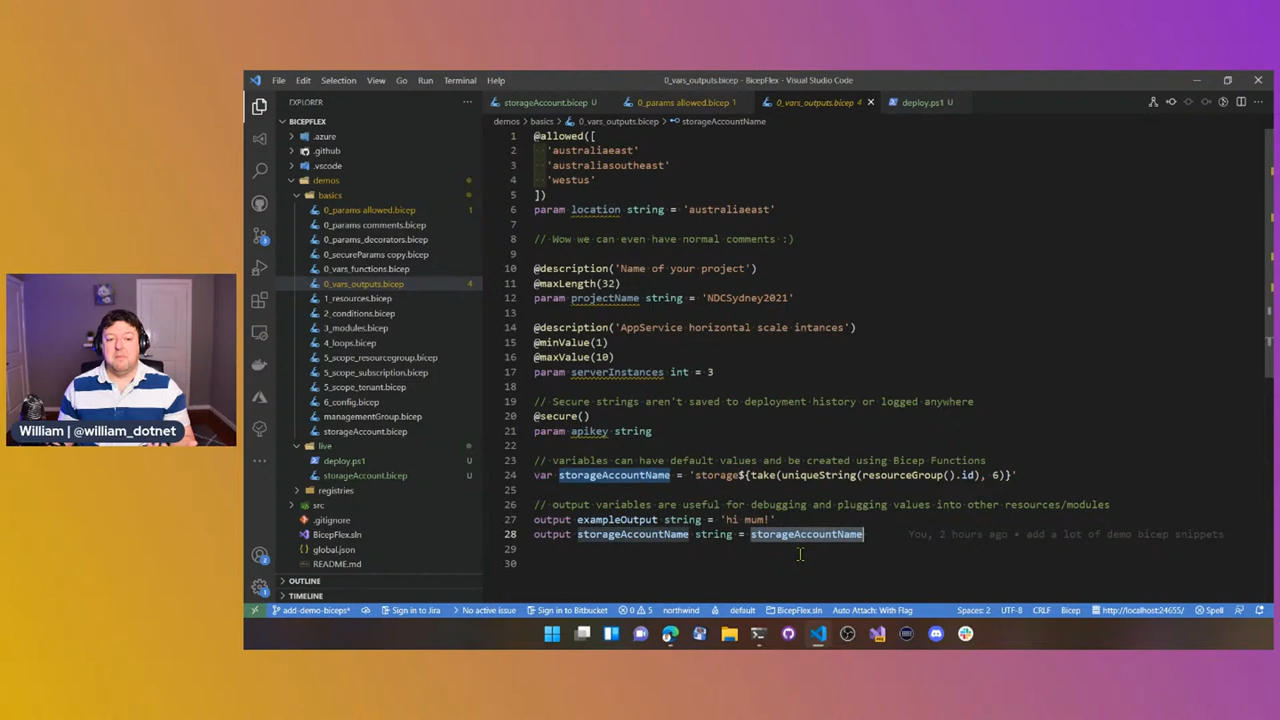 File Edit Selection View Go Run Terminal Help
0_vars_outputs.bicep - BicepFlex - Visual Studio Code
EXPLORER
BICEPFLEX
.azure
.github
.vscode
demos
basics
0_params allowed.bicep 1
0_params comments.bicep
0_params_decorators.bicep
0_secureParams copy.bicep
0_vars_functions.bicep
0_vars_outputs.bicep 4
1_resources.bicep
2_conditions.bicep
3_modules.bicep
4_loops.bicep
5_scope_resourcegroup.bicep
5_scope_subscription.bicep
5_scope_tenant.bicep
6_config.bicep
managementGroup.bicep
storageAccount.bicep
live
deploy.ps1 U
storageAccount.bicep U
registries
src
.gitignore
BicepFlex.sln
global.json
README.md
OUTLINE
TIMELINE
storageAccount.bicep U 0_params allowed.bicep 1 0_vars_outputs.bicep 4 deploy.ps1 U
demos > basics > 0_vars_outputs.bicep > storageAccountName
1 @allowed([
2 'australiaeast'
3 'australiasoutheast'
4 'westus'
5 ])
6 param location string = 'australiaeast'
7
8 // Wow we can even have normal comments :)
9
10 @description('Name of your project')
11 @maxLength(32)
12 param projectName string = 'NDCSydney2021'
13
14 @description('AppService horizontal scale intances')
15 @minValue(1)
16 @maxValue(10)
17 param serverInstances int = 3
18
19 // Secure strings aren't saved to deployment history or logged anywhere
20 @secure()
21 param apikey string
22
23 // variables can have default values and be created using Bicep Functions
24 var storageAccountName = 'storage${take(uniqueString(resourceGroup().id), 6)}'
25
26 // output variables are useful for debugging and plugging values into other resources/modules
27 output exampleOutput string = 'hi mum!'
28 output storageAccountName string = storageAccountName You, 2 hours ago • add a lot of demo bicep snippets
29
30
William | @william_dotnet
3
2
1
add-demo-biceps* Sign in to Jira No active issue Sign in to Bitbucket 0 5 northwind default BicepFlex.sln Auto Attach: With Flag Spaces: 2 UTF-8 CRLF Bicep http://localhost:24655/ Spell